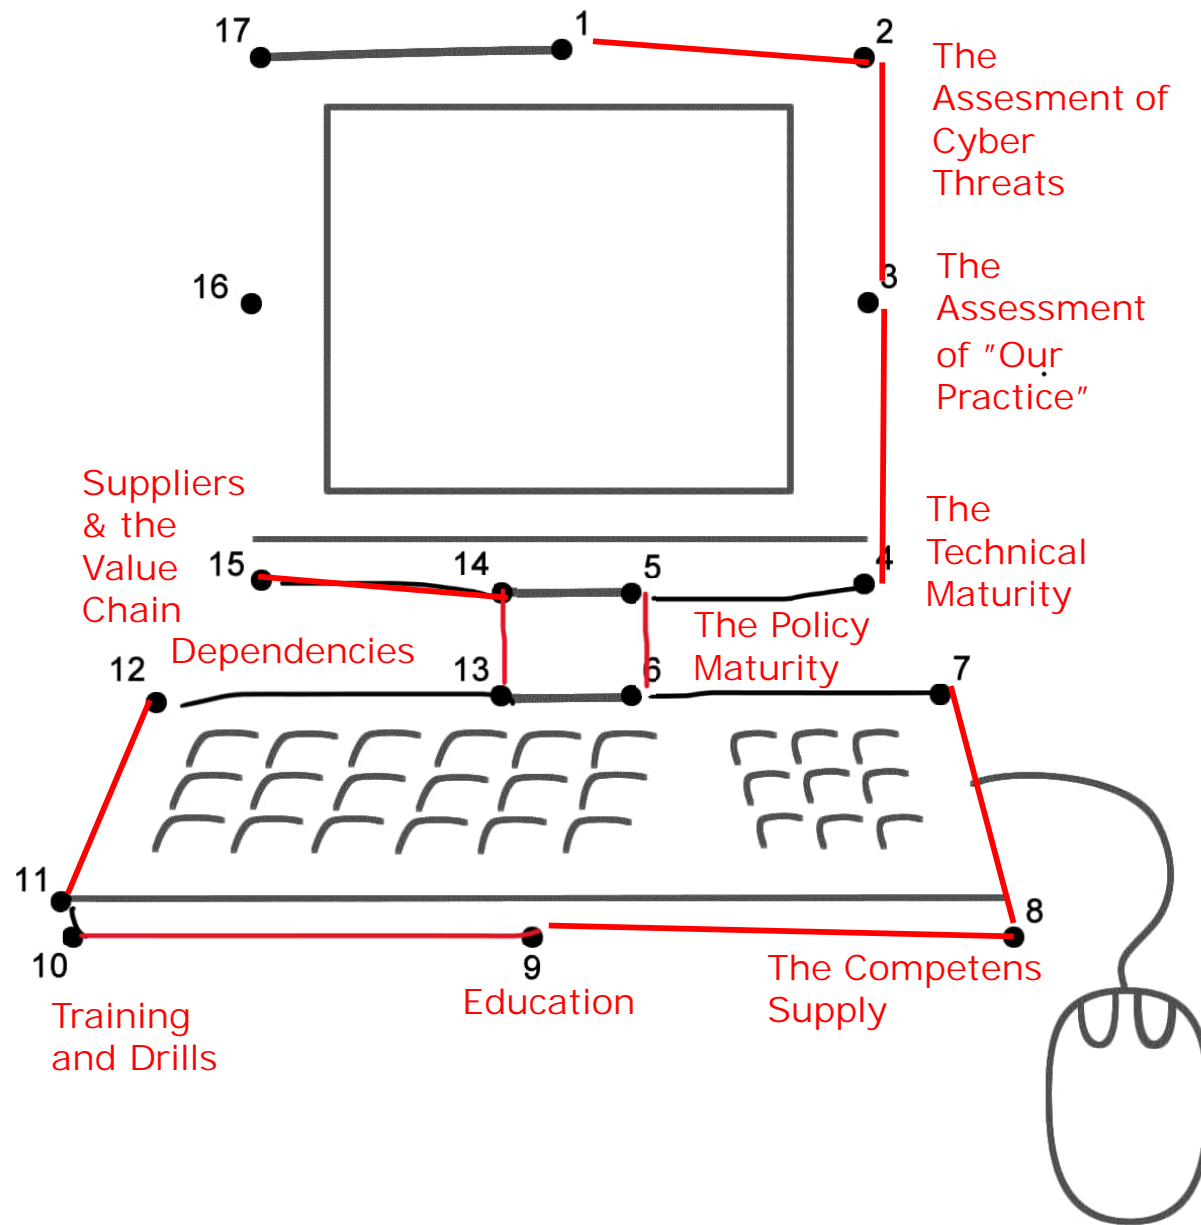 17
1
2
The
Assesment of
Cyber
Threats
16
3
The
Assessment
of "Our
Practice"
Suppliers
& the
Value
Chain
15
14
5
4
The
Technical
Maturity
Dependencies
The Policy
Maturity
12
13
6
7
11
10
9
8
Training
and Drills
Education
The Competens
Supply